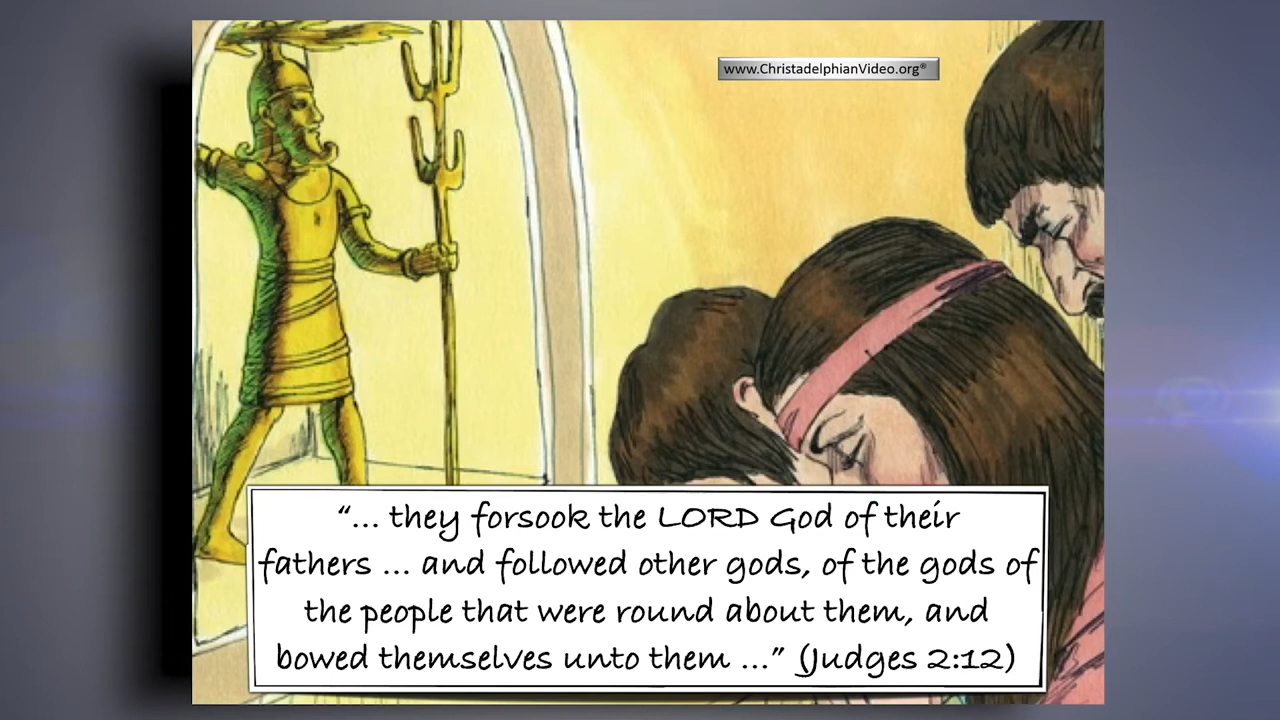 www.ChristadelphianVideo.org®
“... they forsook the LORD God of their
fathers ... and followed other gods, of the gods of
the people that were round about them, and
bowed themselves unto them ...” (Judges 2:12)